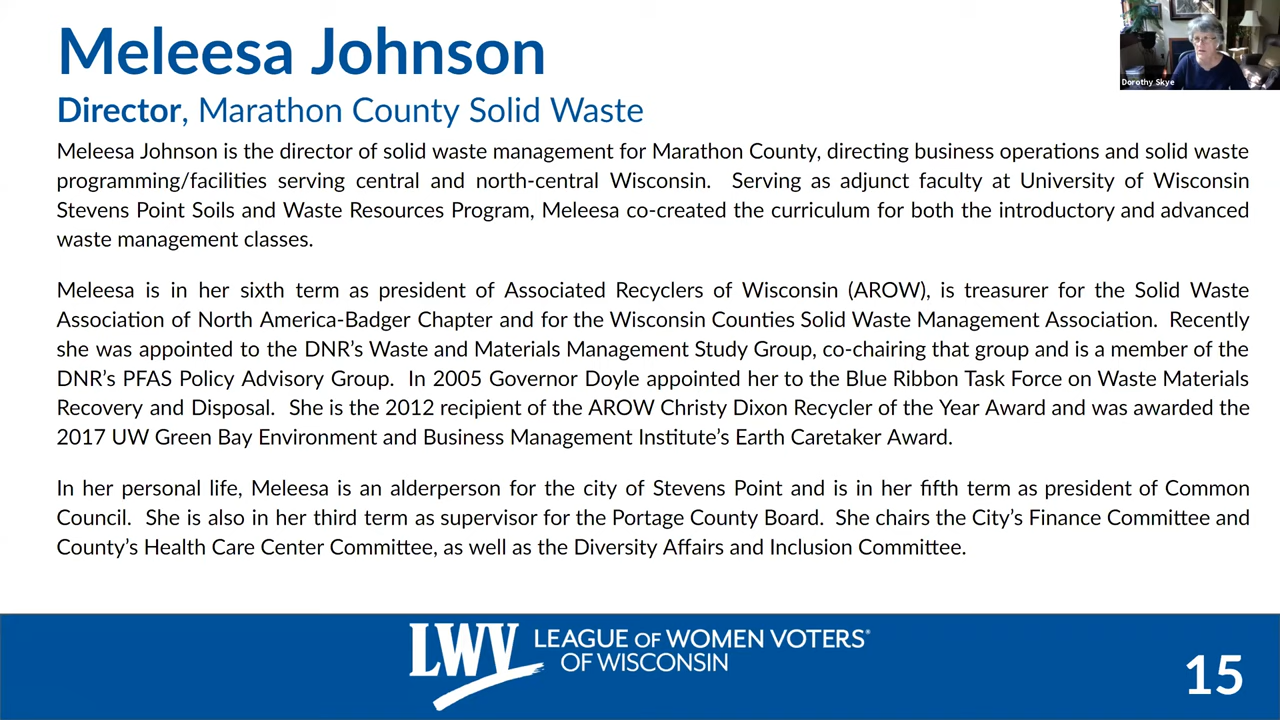 Meleesa Johnson
Dorothy Skye
Director, Marathon County Solid Waste
Meleesa Johnson is the director of solid waste management for Marathon County, directing business operations and solid waste
programming/facilities serving central and north-central Wisconsin. Serving as adjunct faculty at University of Wisconsin
Stevens Point Soils and Waste Resources Program, Meleesa co-created the curriculum for both the introductory and advanced
waste management classes.
Meleesa is in her sixth term as president of Associated Recyclers of Wisconsin (AROW), is treasurer for the Solid Waste
Association of North America-Badger Chapter and for the Wisconsin Counties Solid Waste Management Association. Recently
she was appointed to the DNR's Waste and Materials Management Study Group, co-chairing that group and is a member of the
DNR's PFAS Policy Advisory Group. In 2005 Governor Doyle appointed her to the Blue Ribbon Task Force on Waste Materials
Recovery and Disposal. She is the 2012 recipient of the AROW Christy Dixon Recycler of the Year Award and was awarded the
2017 UW Green Bay Environment and Business Management Institute's Earth Caretaker Award.
In her personal life, Meleesa is an alderperson for the city of Stevens Point and is in her fifth term as president of Common
Council. She is also in her third term as supervisor for the Portage County Board. She chairs the City's Finance Committee and
County's Health Care Center Committee, as well as the Diversity Affairs and Inclusion Committee.
LWV LEAGUE OF WOMEN VOTERS®
OF WISCONSIN
15